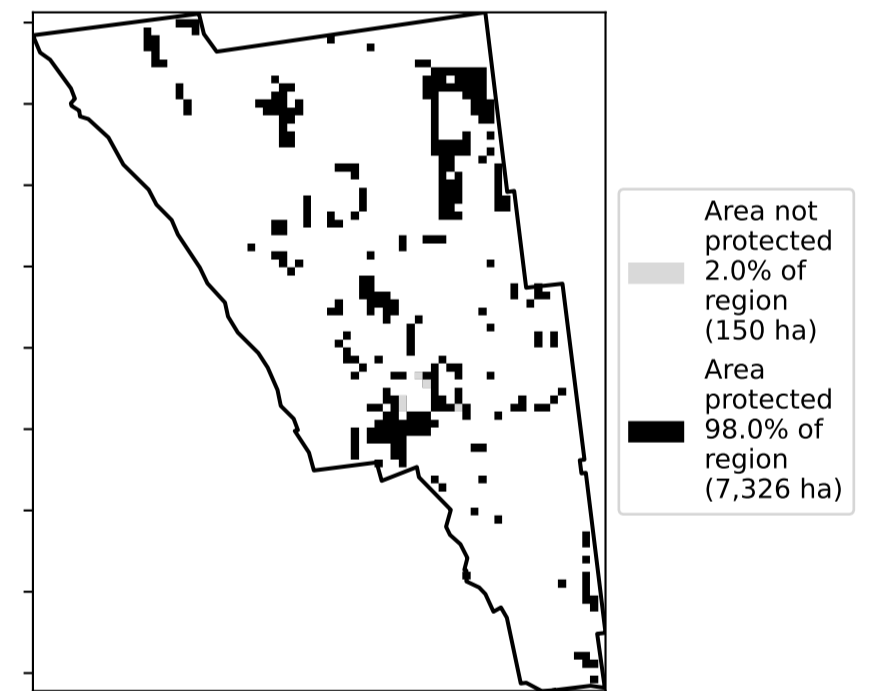 Area not
protected
2.0% of
region
(150 ha)
Area
protected
98.0% of
region
(7,326 ha)